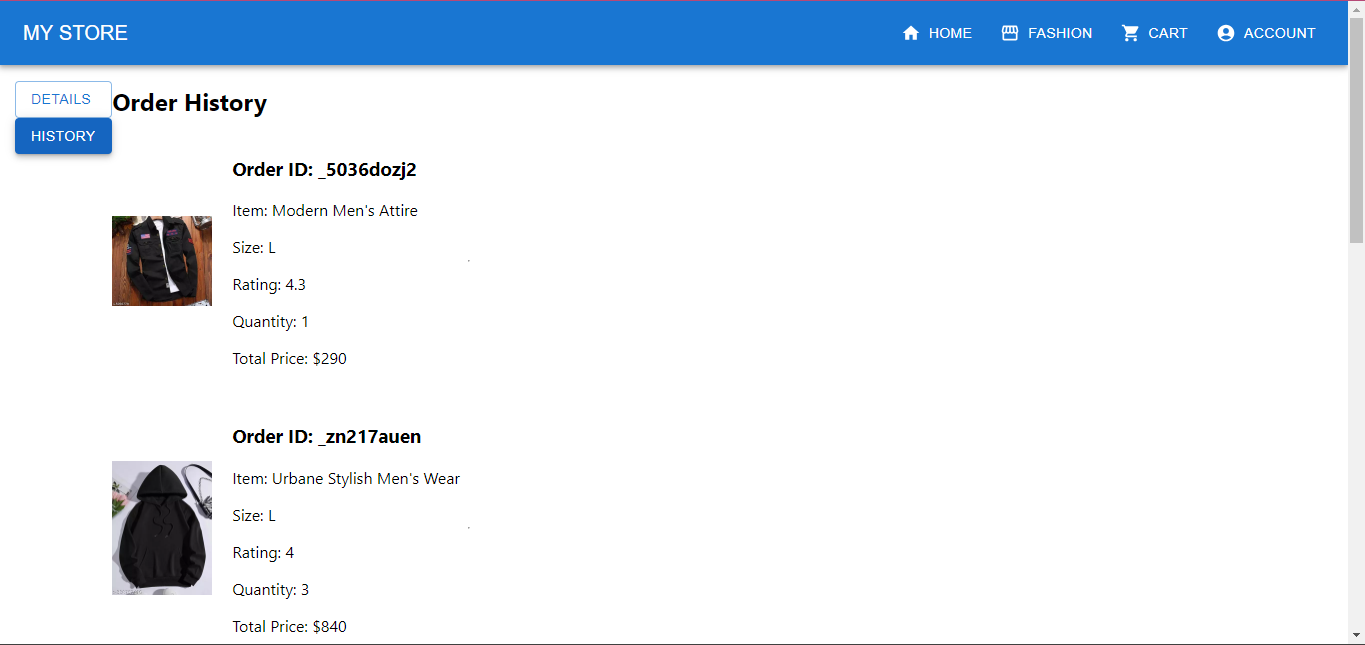 MY STORE
HOME
FASHION
CART
ACCOUNT
DETAILS
HISTORY
Order History
Order ID: _5036dozj2
Item: Modern Men's Attire
Size: L
Rating: 4.3
Quantity: 1
Total Price: $290
Order ID: _zn217auen
Item: Urbane Stylish Men's Wear
Size: L
Rating: 4
Quantity: 3
Total Price: $840